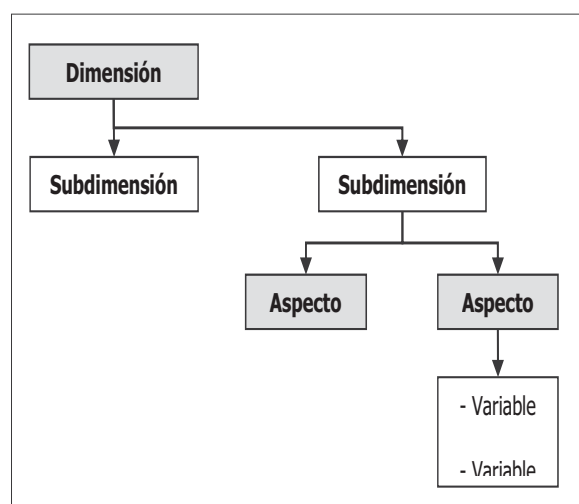 Dimensión
Subdimensión
Subdimensión
Aspecto
Aspecto
- Variable
- Variable